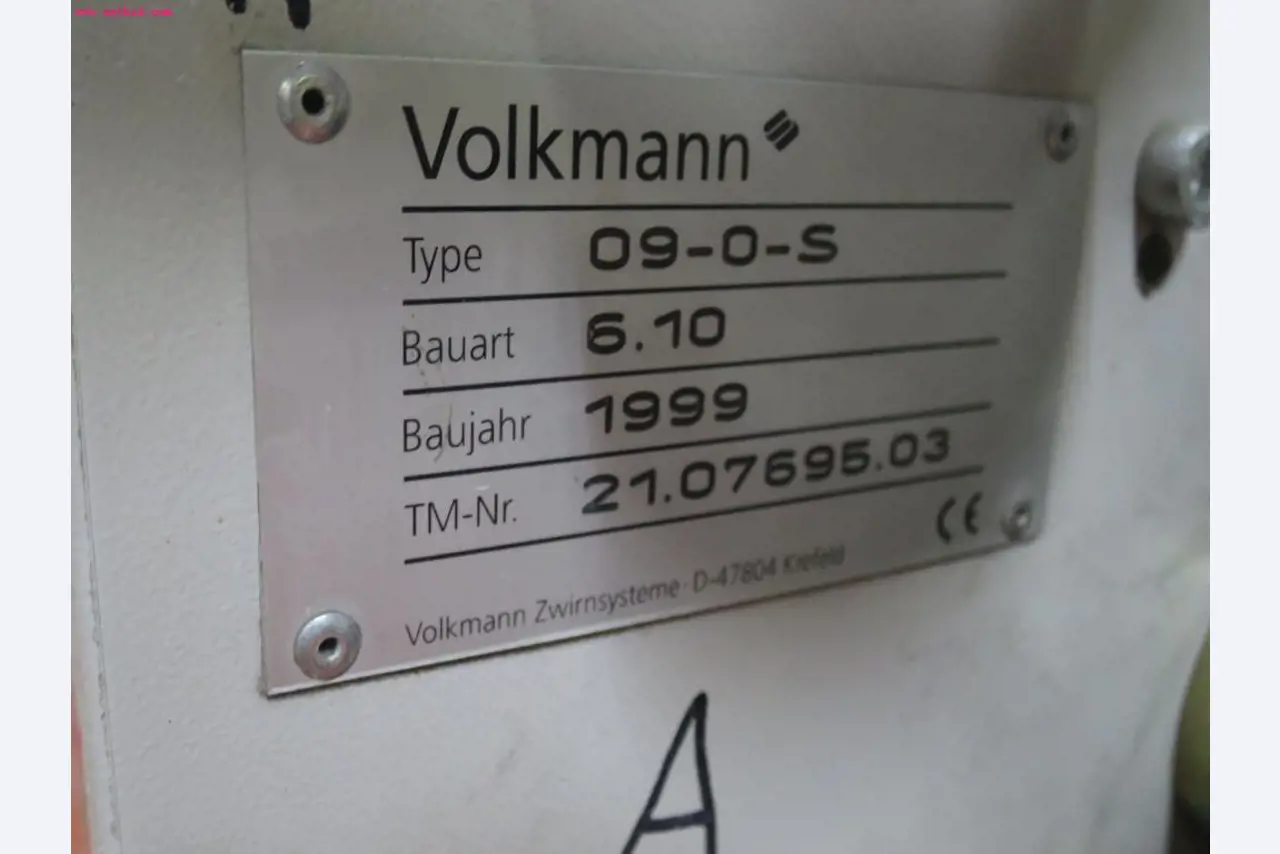 Volkmann
Type 09-0-S
Bauart 6.10
Baujahr 1999
TM-Nr. 21.07695.03
CE
Volkmann Zwirnsysteme · D-47804 Krefeld
A